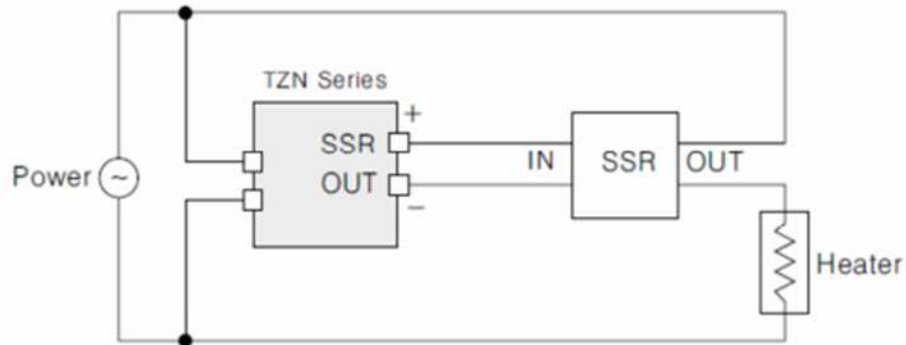 TZN Series
+
SSR
IN
SSR
OUT
Power
~
OUT
−
Heater